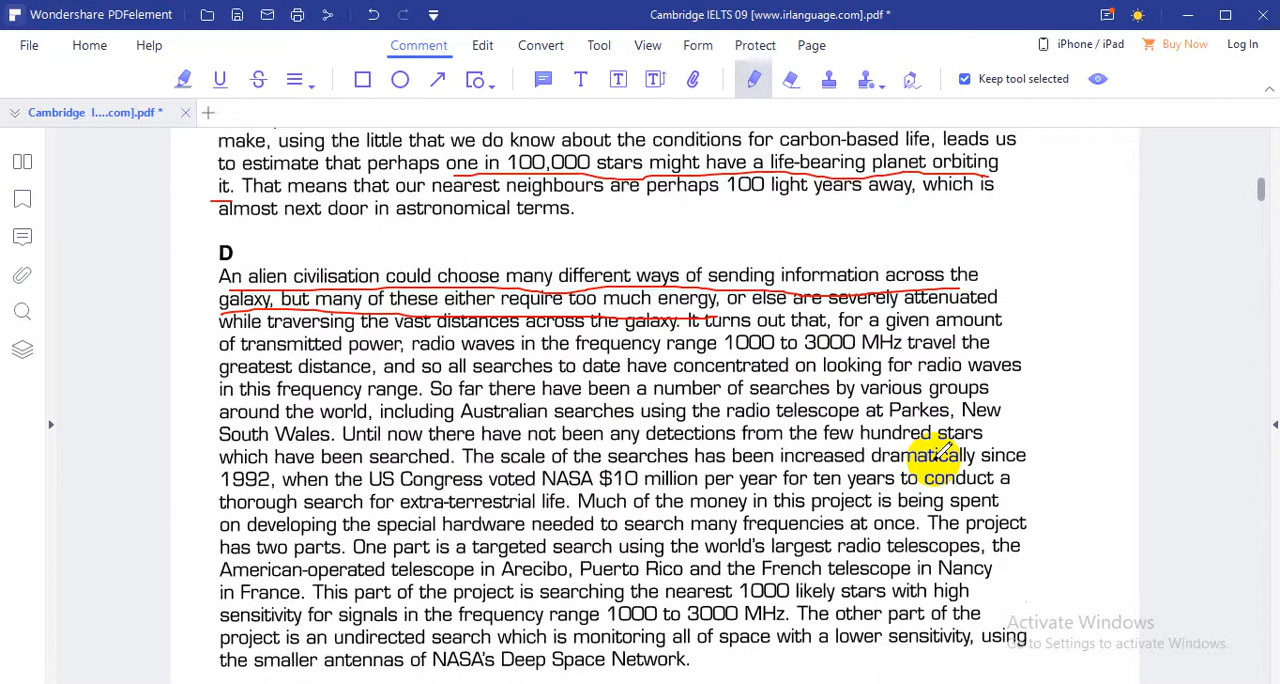 Wondershare PDFelement
Cambridge IELTS 09 [www.irlanguage.com].pdf *
File Home Help Comment Edit Convert Tool View Form Protect Page iPhone / iPad Buy Now Log In
Keep tool selected
Cambridge I....com].pdf *
make, using the little that we do know about the conditions for carbon-based life, leads us
to estimate that perhaps one in 100,000 stars might have a life-bearing planet orbiting
it. That means that our nearest neighbours are perhaps 100 light years away, which is
almost next door in astronomical terms.
D
An alien civilisation could choose many different ways of sending information across the
galaxy, but many of these either require too much energy, or else are severely attenuated
while traversing the vast distances across the galaxy. It turns out that, for a given amount
of transmitted power, radio waves in the frequency range 1000 to 3000 MHz travel the
greatest distance, and so all searches to date have concentrated on looking for radio waves
in this frequency range. So far there have been a number of searches by various groups
around the world, including Australian searches using the radio telescope at Parkes, New
South Wales. Until now there have not been any detections from the few hundred stars
which have been searched. The scale of the searches has been increased dramatically since
1992, when the US Congress voted NASA $10 million per year for ten years to conduct a
thorough search for extra-terrestrial life. Much of the money in this project is being spent
on developing the special hardware needed to search many frequencies at once. The project
has two parts. One part is a targeted search using the world's largest radio telescopes, the
American-operated telescope in Arecibo, Puerto Rico and the French telescope in Nancy
in France. This part of the project is searching the nearest 1000 likely stars with high
sensitivity for signals in the frequency range 1000 to 3000 MHz. The other part of the
project is an undirected search which is monitoring all of space with a lower sensitivity, using
the smaller antennas of NASA's Deep Space Network.
Activate Windows
Go to Settings to activate Windows.